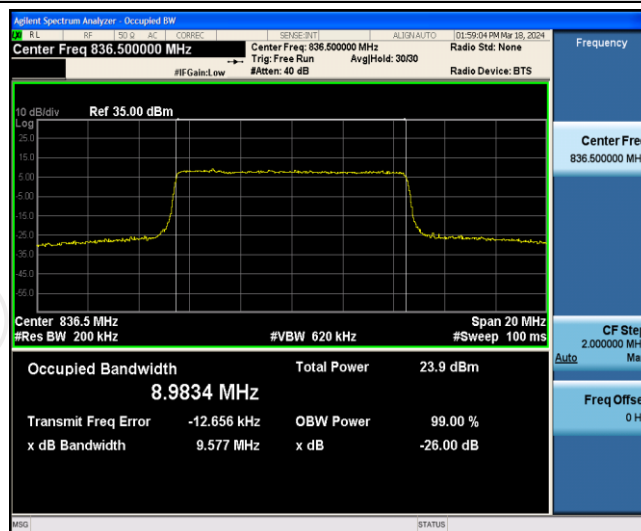 Agilent Spectrum Analyzer - Occupied BW
RL RF 50 Ω AC CORREC SENSE:INT ALIGNAUTO 01:59:04 PM Mar 18, 2024
Center Freq 836.500000 MHz Center Freq: 836.500000 MHz Radio Std: None Frequency
Trig: Free Run Avg|Hold: 30/30
#IFGain:Low #Atten: 40 dB Radio Device: BTS
10 dB/div Ref 35.00 dBm
Log
25.0
15.0
5.00
-5.00
-15.0
-25.0
-35.0
-45.0
-55.0
Center 836.5 MHz Span 20 MHz
#Res BW 200 kHz #VBW 620 kHz #Sweep 100 ms
Occupied Bandwidth Total Power 23.9 dBm
8.9834 MHz
Transmit Freq Error -12.656 kHz OBW Power 99.00 %
x dB Bandwidth 9.577 MHz x dB -26.00 dB
Center Fre
836.500000 MH
CF Ste
2.000000 MH
Auto Ma
Freq Offse
0 H
MSG STATUS